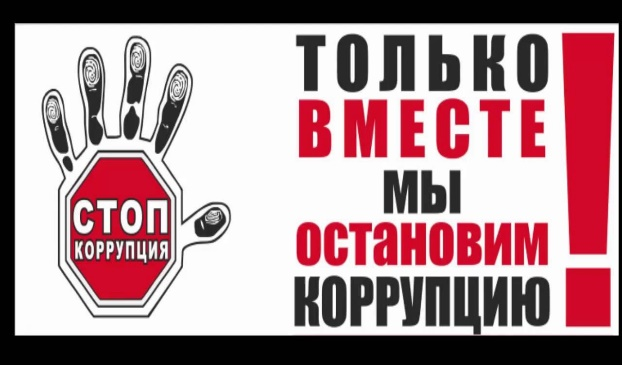 СТОП
КОРРУПЦИЯ
ТОЛЬКО
ВМЕСТЕ
МЫ
ОСТАНОВИМ
КОРРУПЦИЮ!